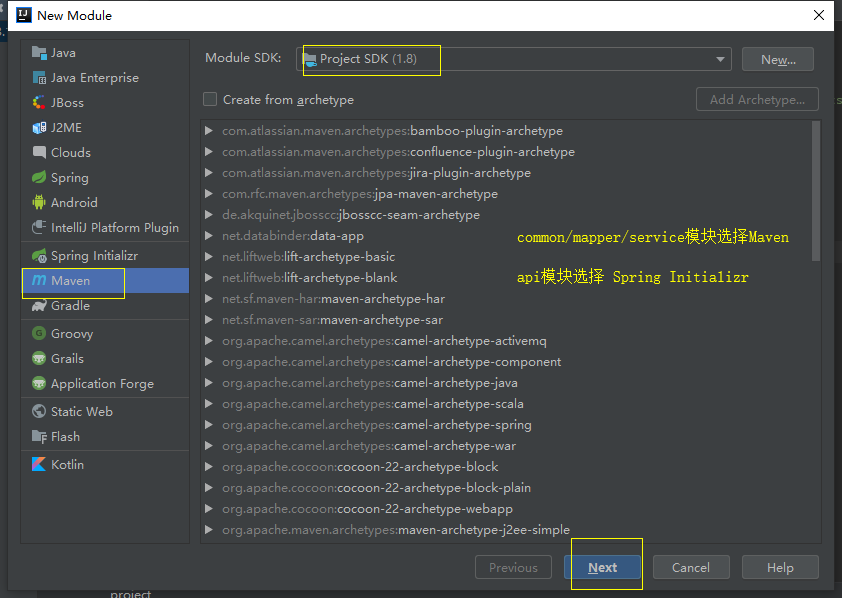 New Module
Java
Java Enterprise
JBoss
J2ME
Clouds
Spring
Android
IntelliJ Platform Plugin
Spring Initializr
Maven
Gradle
Groovy
Grails
Application Forge
Static Web
Flash
Kotlin
Module SDK:
Project SDK (1.8)
New...
Create from archetype
Add Archetype...
com.atlassian.maven.archetypes:bamboo-plugin-archetype
com.atlassian.maven.archetypes:confluence-plugin-archetype
com.atlassian.maven.archetypes:jira-plugin-archetype
com.rfc.maven.archetypes:jpa-maven-archetype
de.akquinet.jbosscc:jbosscc-seam-archetype
net.databinder:data-app
net.liftweb:lift-archetype-basic
net.liftweb:lift-archetype-blank
net.sf.maven-har:maven-archetype-har
net.sf.maven-sar:maven-archetype-sar
org.apache.camel.archetypes:camel-archetype-activemq
org.apache.camel.archetypes:camel-archetype-component
org.apache.camel.archetypes:camel-archetype-java
org.apache.camel.archetypes:camel-archetype-scala
org.apache.camel.archetypes:camel-archetype-spring
org.apache.camel.archetypes:camel-archetype-war
org.apache.cocoon:cocoon-22-archetype-block
org.apache.cocoon:cocoon-22-archetype-block-plain
org.apache.cocoon:cocoon-22-archetype-webapp
org.apache.maven.archetypes:maven-archetype-j2ee-simple
common/mapper/service模块选择Maven
api模块选择 Spring Initializr
Previous
Next
Cancel
Help
project